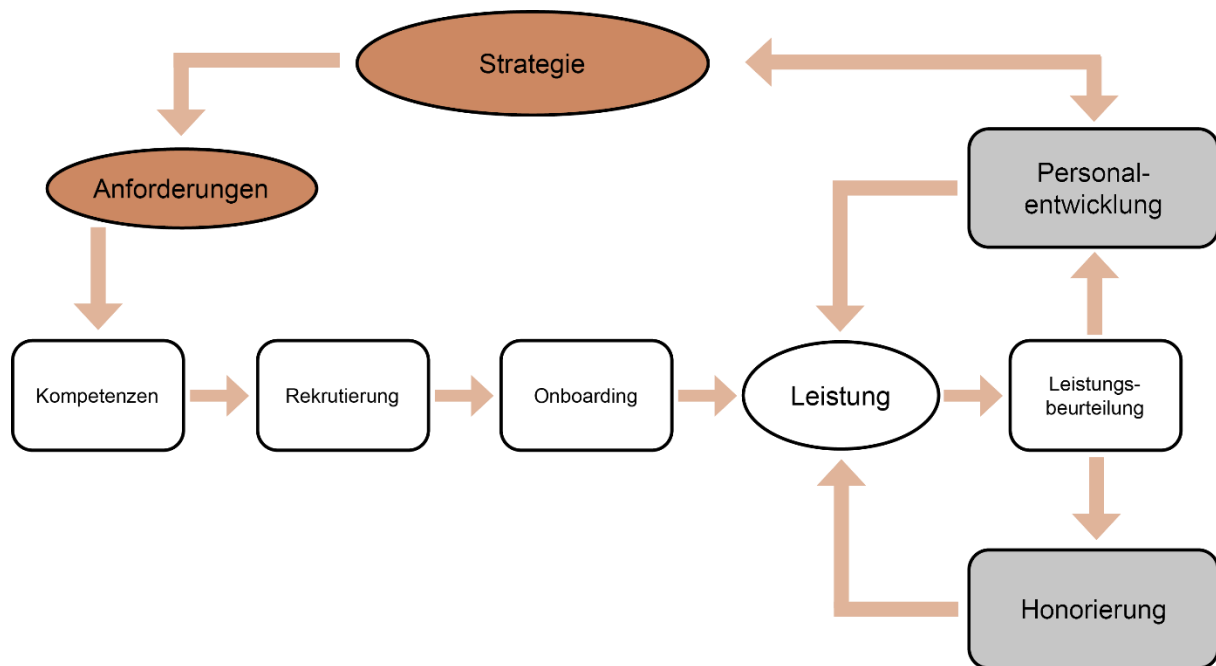 Strategie
Anforderungen
Personal-
entwicklung
Kompetenzen
Rekrutierung
Onboarding
Leistung
Leistungs-
beurteilung
Honorierung